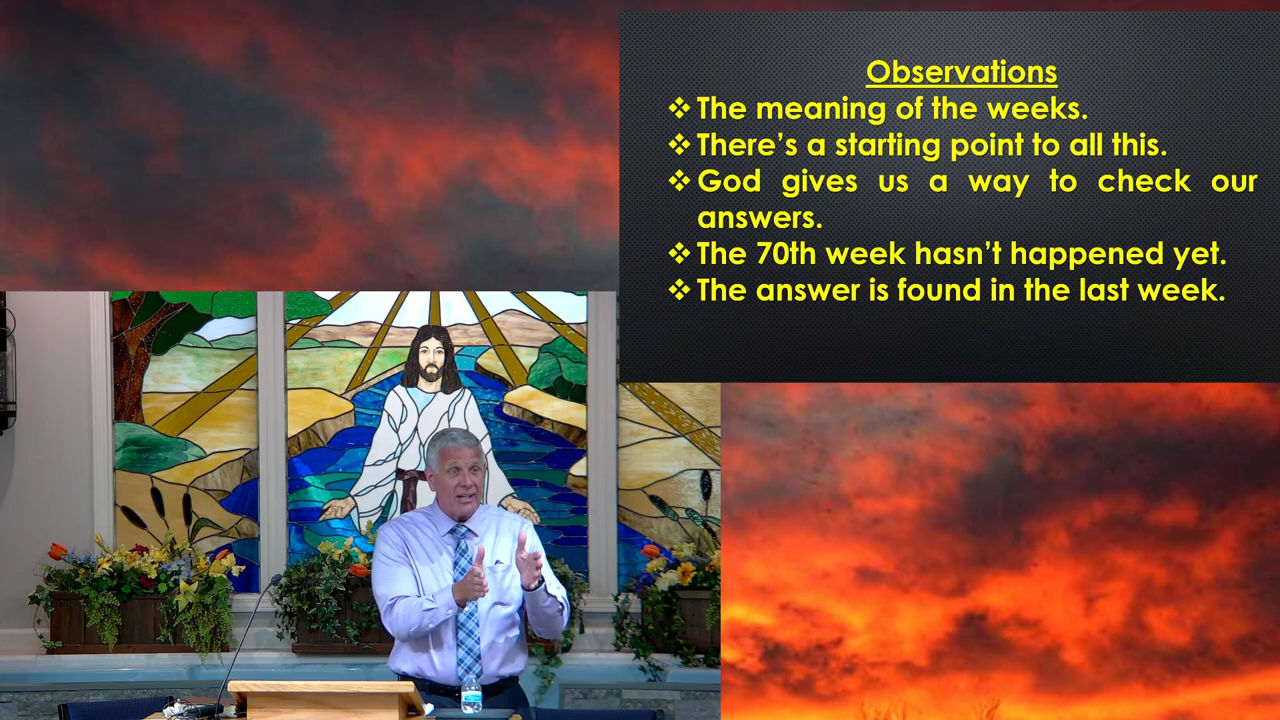 Observations
❖ The meaning of the weeks.
❖ There's a starting point to all this.
❖ God gives us a way to check our
answers.
❖ The 70th week hasn't happened yet.
❖ The answer is found in the last week.